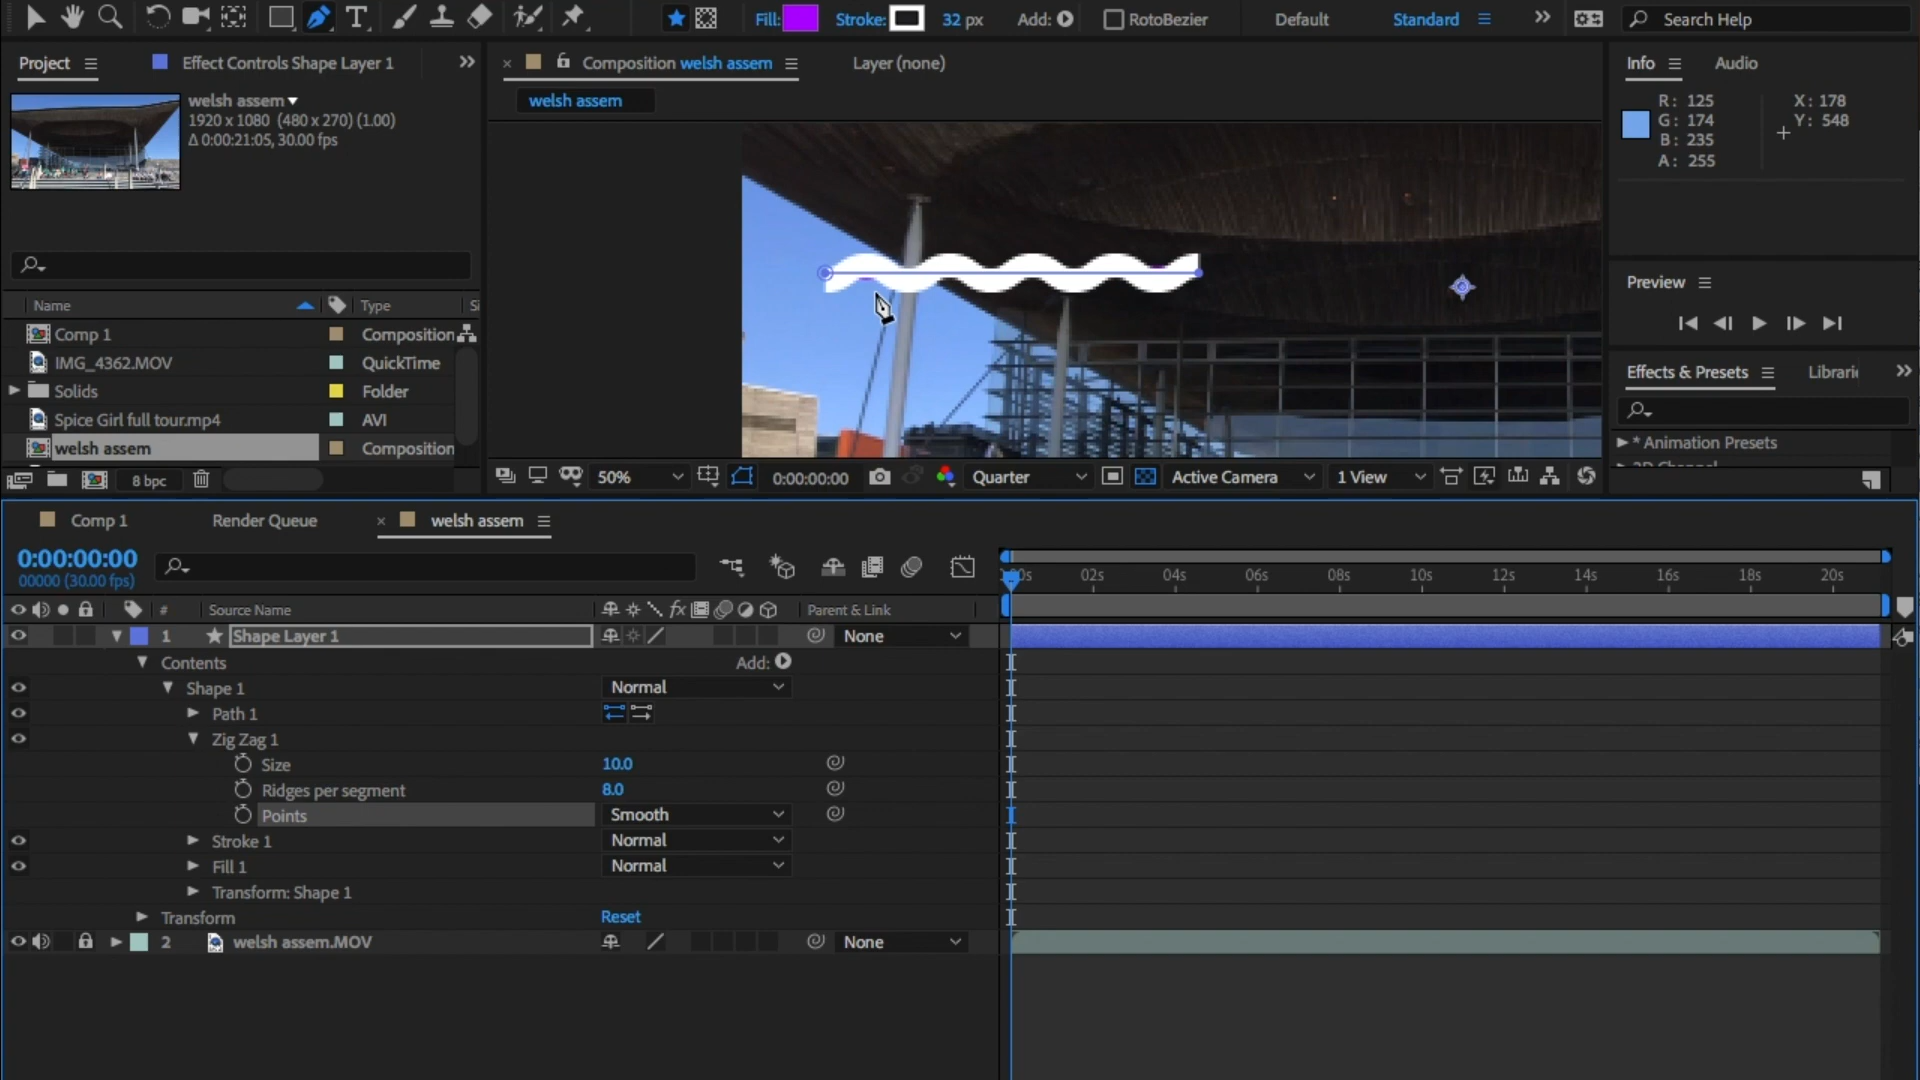 Fill: Stroke: 32 px Add: RotoBezier Default Standard Search Help
Project Effect Controls Shape Layer 1
Composition welsh assem Layer (none)
Info Audio
welsh assem
1920 x 1080 (480 x 270) (1.00)
Δ 0:00:21:05, 30.00 fps
welsh assem
R: 125
G: 174
B: 235
A: 255
X: 178
Y: 548
Name Type
Comp 1 Composition
IMG_4362.MOV QuickTime
Solids Folder
Spice Girl full tour.mp4 AVI
welsh assem Composition
8 bpc
50% 0:00:00:00 Quarter Active Camera 1 View
Preview
Effects & Presets
* Animation Presets
Comp 1 Render Queue welsh assem
0:00:00:00
00000 (30.00 fps)
02s 04s 06s 08s 10s 12s 14s 16s 18s 20s
# Source Name fx Parent & Link
1 Shape Layer 1 None
Contents Add:
Shape 1 Normal
Path 1
Zig Zag 1
Size 10.0
Ridges per segment 8.0
Points Smooth
Stroke 1 Normal
Fill 1 Normal
Transform: Shape 1
Transform Reset
2 welsh assem.MOV None